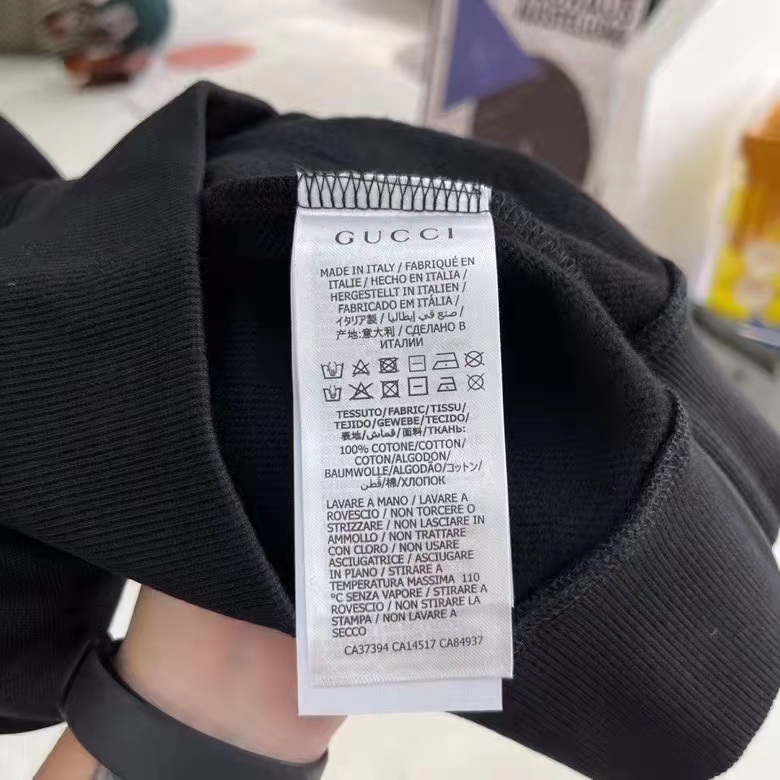 AUSSTELLUNG
GUCCI
MADE IN ITALY / FABRIQUÉ EN
ITALIE / HECHO EN ITALIA /
HERGESTELLT IN ITALIEN /
FABRICADO EM ITÁLIA /
イタリア製 / صنع في إيطاليا /
产地:意大利 / СДЕЛАНО В
ИТАЛИИ
TESSUTO/FABRIC/TISSU/
TEJIDO/GEWEBE/TECIDO/
表地/قماش/面料/ТКАНЬ:
100% COTONE/COTTON/
COTON/ALGODON/
BAUMWOLLE/ALGODÃO/コットン/
قطن/棉/ХЛОПОК
LAVARE A MANO / LAVARE A
ROVESCIO / NON TORCERE O
STRIZZARE / NON LASCIARE IN
AMMOLLO / NON TRATTARE
CON CLORO / NON USARE
ASCIUGATRICE / ASCIUGARE
IN PIANO / STIRARE A
TEMPERATURA MASSIMA 110
°C SENZA VAPORE / STIRARE A
ROVESCIO / NON STIRARE LA
STAMPA / NON LAVARE A
SECCO
CA37394 CA14517 CA84937